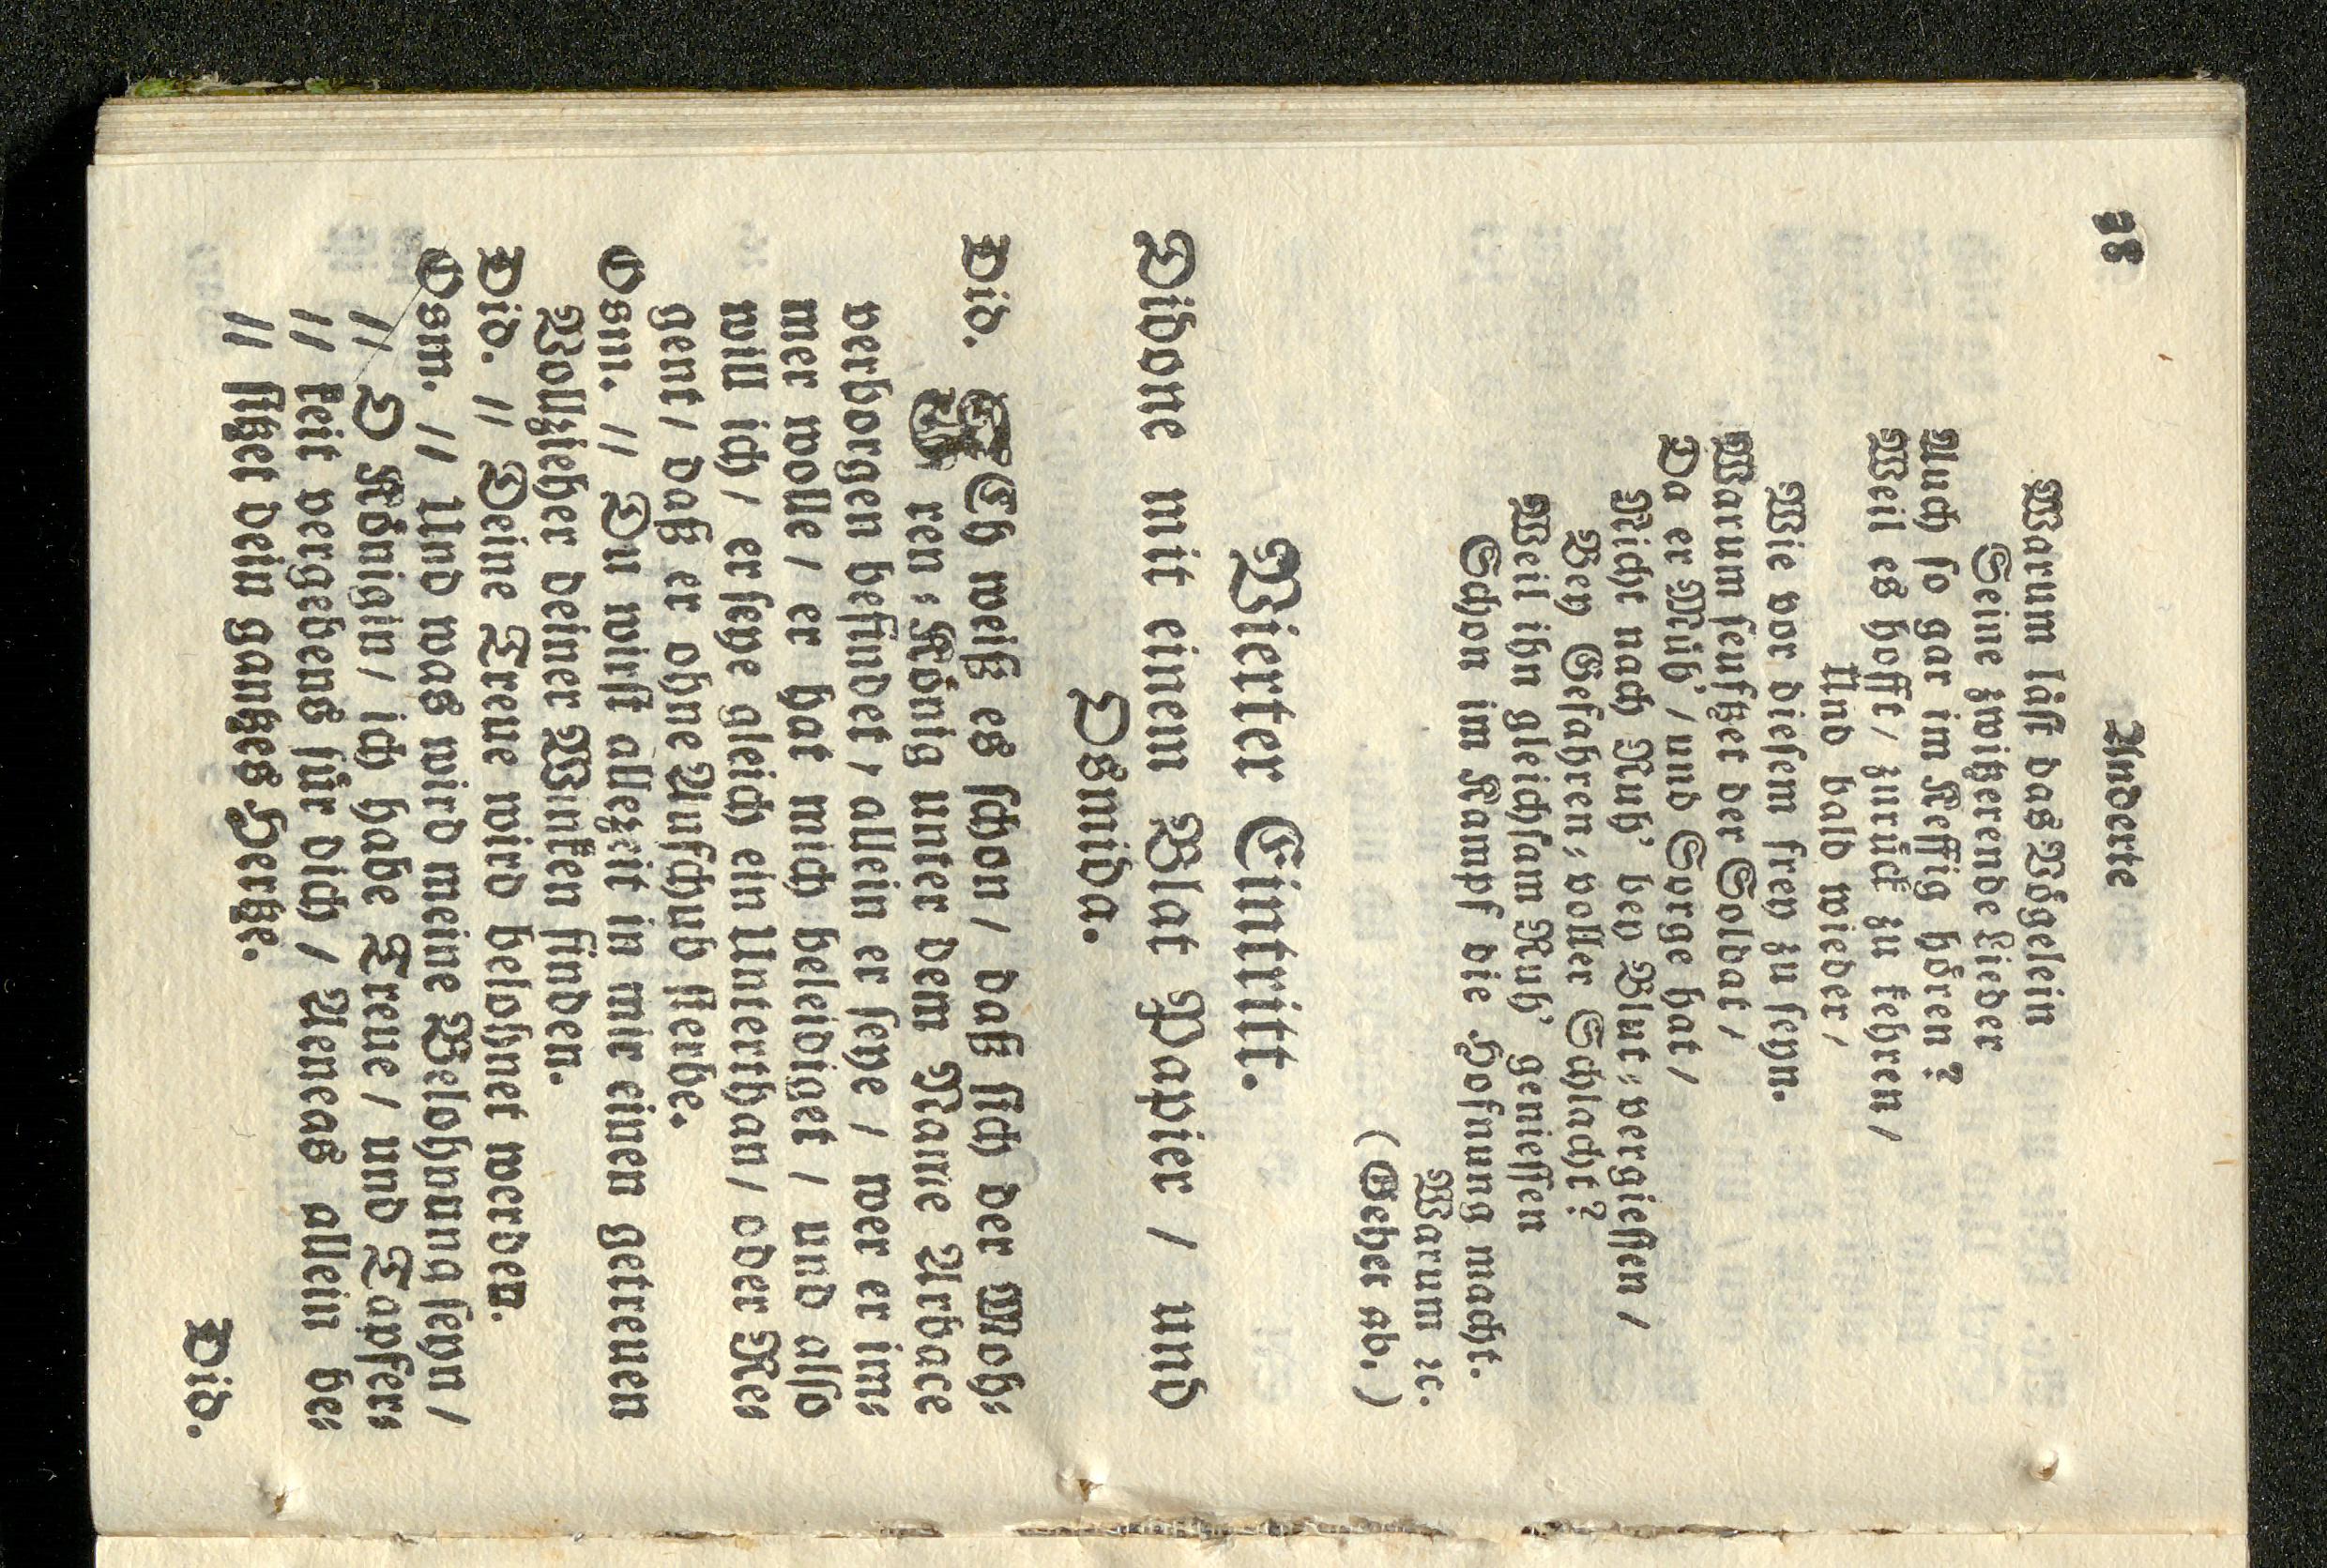 38 Anderte
Warum läst das Vögelein
Seine zwitzerende Lieder
Auch so gar im Keffig hören?
Weil es hofft / zurück zu kehren /
Und bald wieder /
Wie vor diesem frey zu seyn.
Warum seufftzet der Soldat /
Da er Müh' / und Sorge hat /
Nicht nach Ruh' bey Blut-vergiessen /
Bey Gefahren-voller Schlacht?
Weil ihn gleichsam Ruh' geniessen
Schon im Kampf die Hofnung macht.
Warum ꝛc.
(Gehet ab.)
Vierter Eintritt.
Didone mit einem Blat Papier / und
Osmida.
Did. ICh weiß es schon / daß sich der Moh-
ren-König unter dem Name Arbace
verborgen befindet / allein er seye / wer er im-
mer wolle / er hat mich beleidiget / und also
will ich / er seye gleich ein Unterthan / oder Re-
gent / daß er ohne Aufschub sterbe.
Osm. // Du wirst allezeit in mir einen getreuen
Vollzieher deiner Wincken finden.
Did. // Deine Treue wird belohnet werden.
Osm. // Und was wird meine Belohnung seyn /
// O Königin / ich habe Treue / und Tapfer-
// keit vergebens für dich / Aeneas allein be-
// sitzet dein gantzes Hertze.
Did.